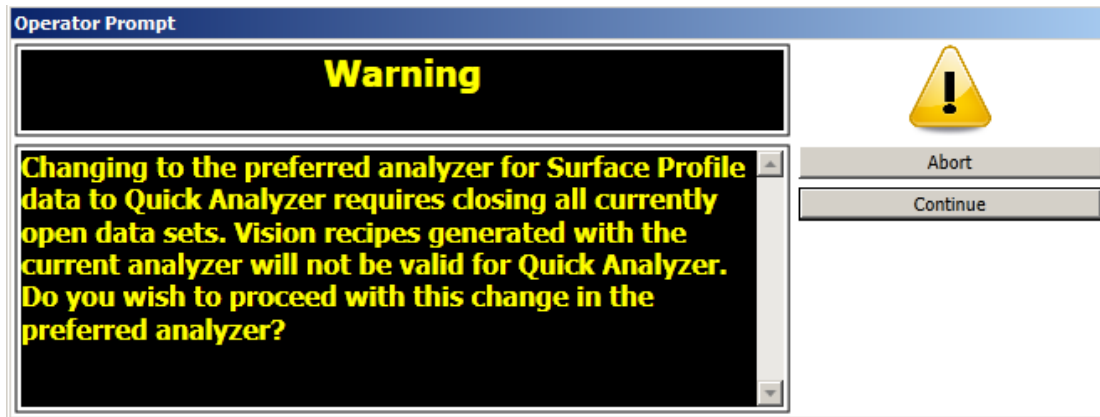 Operator Prompt
Warning
Changing to the preferred analyzer for Surface Profile
data to Quick Analyzer requires closing all currently
open data sets. Vision recipes generated with the
current analyzer will not be valid for Quick Analyzer.
Do you wish to proceed with this change in the
preferred analyzer?
Abort
Continue